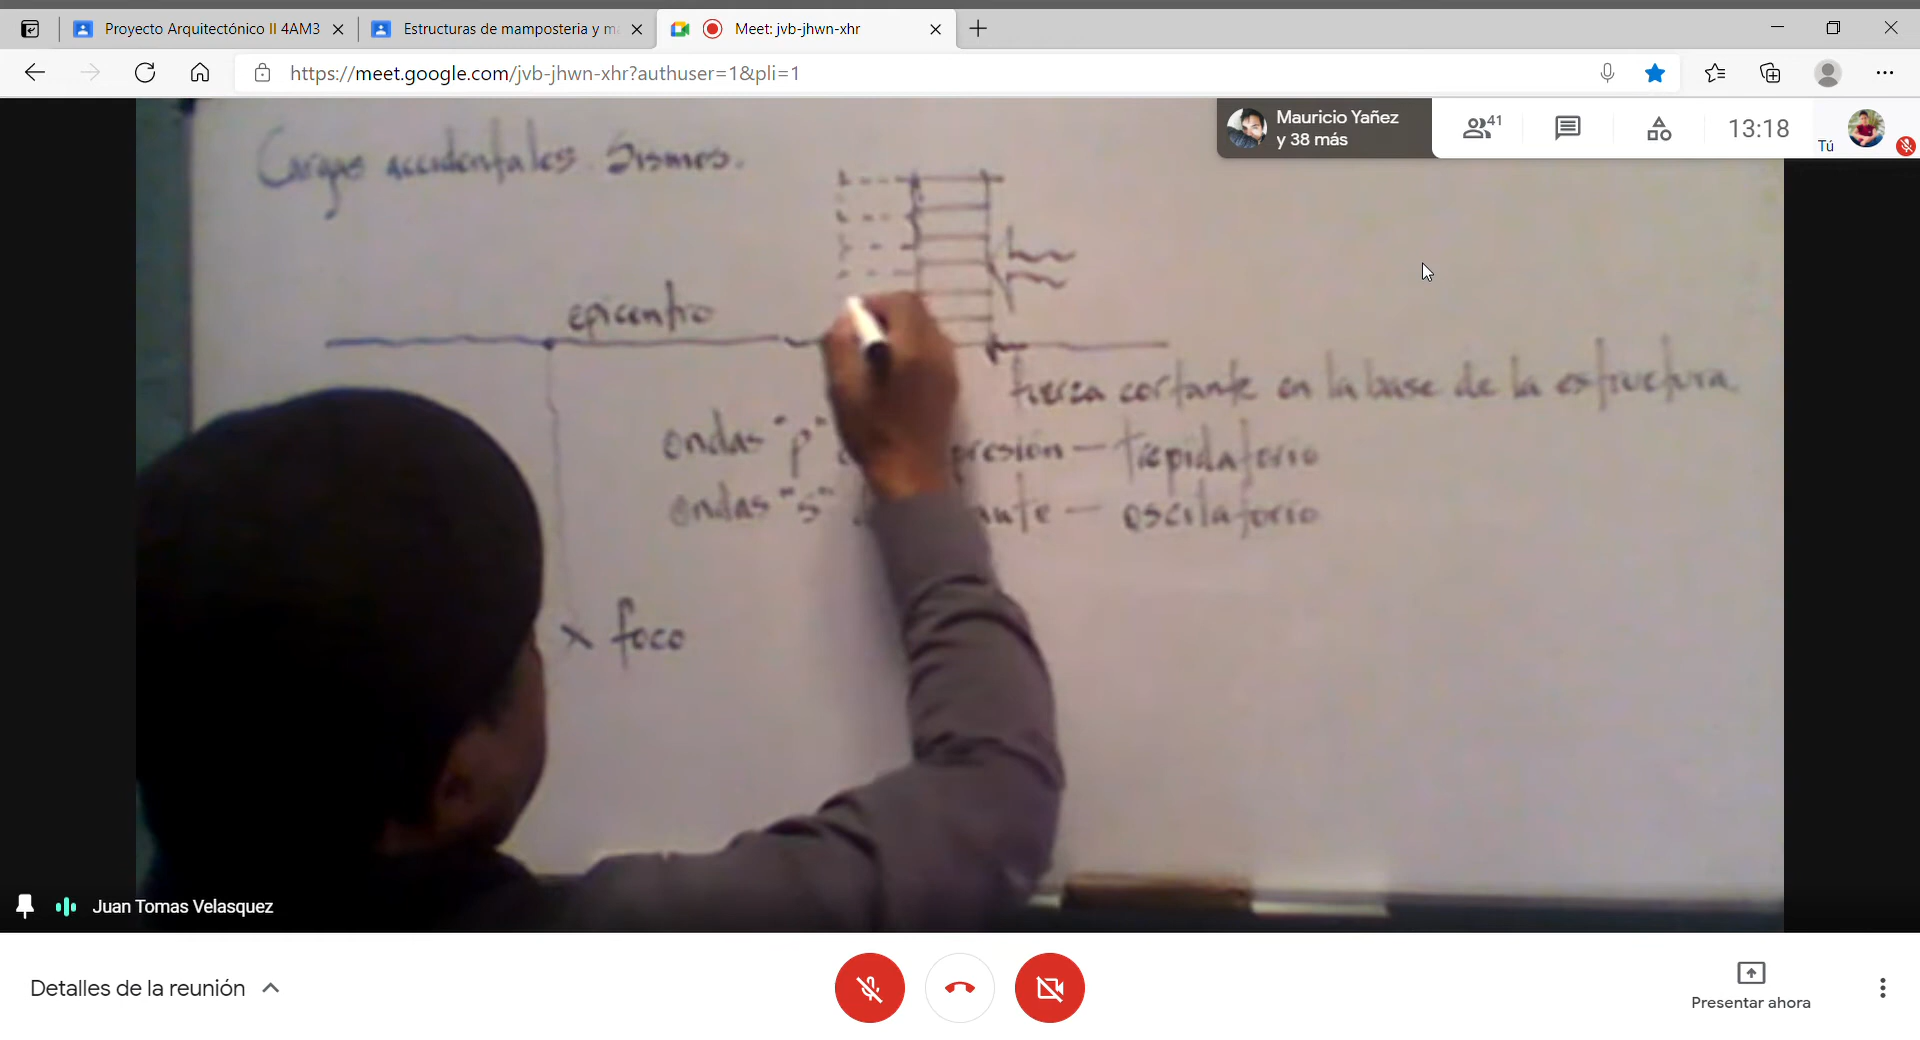 Proyecto Arquitectónico II 4AM3
Estructuras de mamposteria y m
Meet: jvb-jhwn-xhr
https://meet.google.com/jvb-jhwn-xhr?authuser=1&pli=1
Mauricio Yañez
y 38 más
41
13:18
Tú
Cargas accidentales. Sismos.
epicentro
fuerza cortante en la base de la estructura
ondas "p" presión - trepidatorio
ondas "s" ante - oscilatorio
x foco
Juan Tomas Velasquez
Detalles de la reunión
Presentar ahora